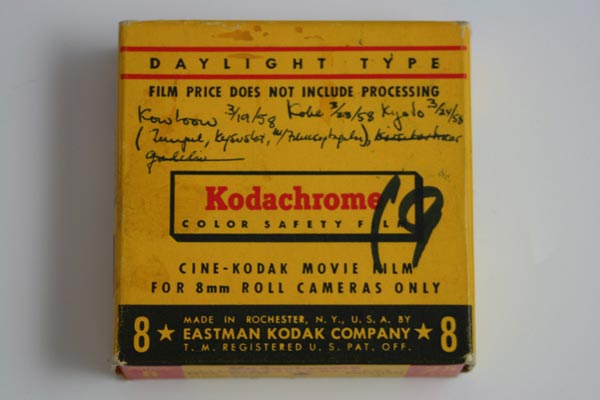 DAYLIGHT TYPE
FILM PRICE DOES NOT INCLUDE PROCESSING
Kowloon 3/19/58 Kobe 3/23/58 Kyoto 3/24/58
(Temple,
Kodachrome
COLOR SAFETY FILM
19
CINE-KODAK MOVIE FILM
FOR 8mm ROLL CAMERAS ONLY
MADE IN ROCHESTER, N. Y., U. S. A. BY
8 ★ EASTMAN KODAK COMPANY ★ 8
T. M. REGISTERED U. S. PAT. OFF.